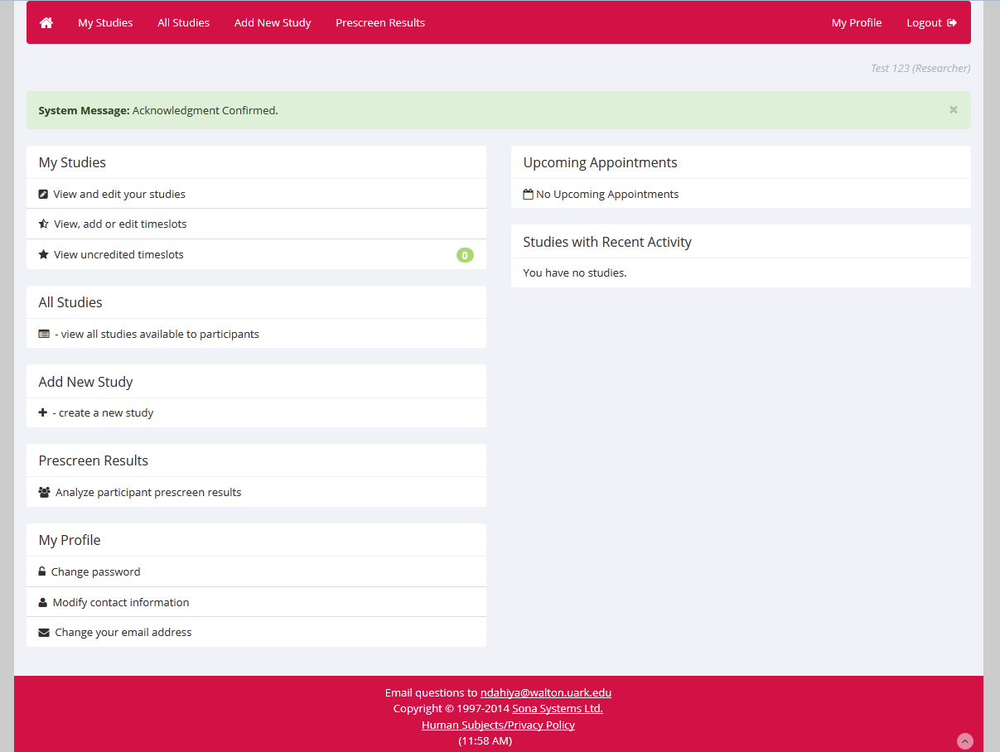 My Studies All Studies Add New Study Prescreen Results My Profile Logout
Test 123 (Researcher)
System Message: Acknowledgment Confirmed. ×
My Studies
View and edit your studies
View, add or edit timeslots
View uncredited timeslots 0
All Studies
- view all studies available to participants
Add New Study
- create a new study
Prescreen Results
Analyze participant prescreen results
My Profile
Change password
Modify contact information
Change your email address
Upcoming Appointments
No Upcoming Appointments
Studies with Recent Activity
You have no studies.
Email questions to ndahiya@walton.uark.edu
Copyright © 1997-2014 Sona Systems Ltd.
Human Subjects/Privacy Policy
(11:58 AM)